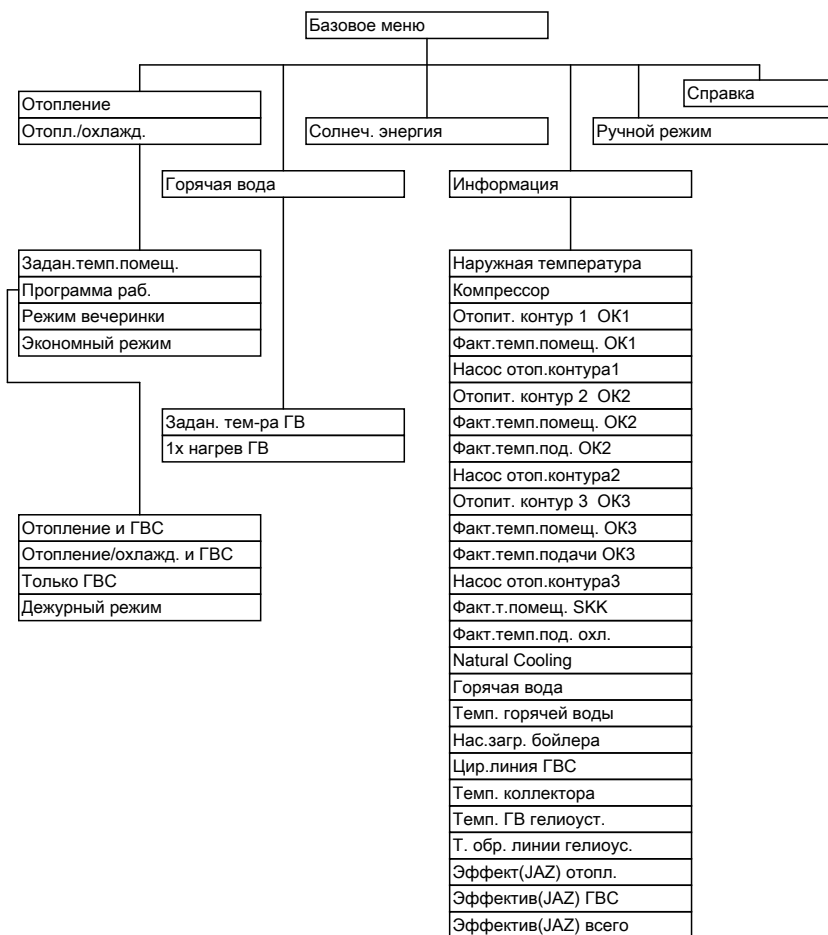 Базовое меню
Отопление
Отопл./охлажд.
Горячая вода
Солнеч. энергия
Информация
Ручной режим
Справка
Задан.темп.помещ.
Программа раб.
Режим вечеринки
Экономный режим
Отопление и ГВС
Отопление/охлажд. и ГВС
Только ГВС
Дежурный режим
Задан. тем-ра ГВ
1x нагрев ГВ
Наружная температура
Компрессор
Отопит. контур 1 ОК1
Факт.темп.помещ. ОК1
Насос отоп.контура1
Отопит. контур 2 ОК2
Факт.темп.помещ. ОК2
Факт.темп.под. ОК2
Насос отоп.контура2
Отопит. контур 3 ОК3
Факт.темп.помещ. ОК3
Факт.темп.подачи ОК3
Насос отоп.контура3
Факт.т.помещ. SKK
Факт.темп.под. охл.
Natural Cooling
Горячая вода
Темп. горячей воды
Нас.загр. бойлера
Цир.линия ГВС
Темп. коллектора
Темп. ГВ гелиоуст.
Т. обр. линии гелиоус.
Эффект(JAZ) отопл.
Эффектив(JAZ) ГВС
Эффектив(JAZ) всего